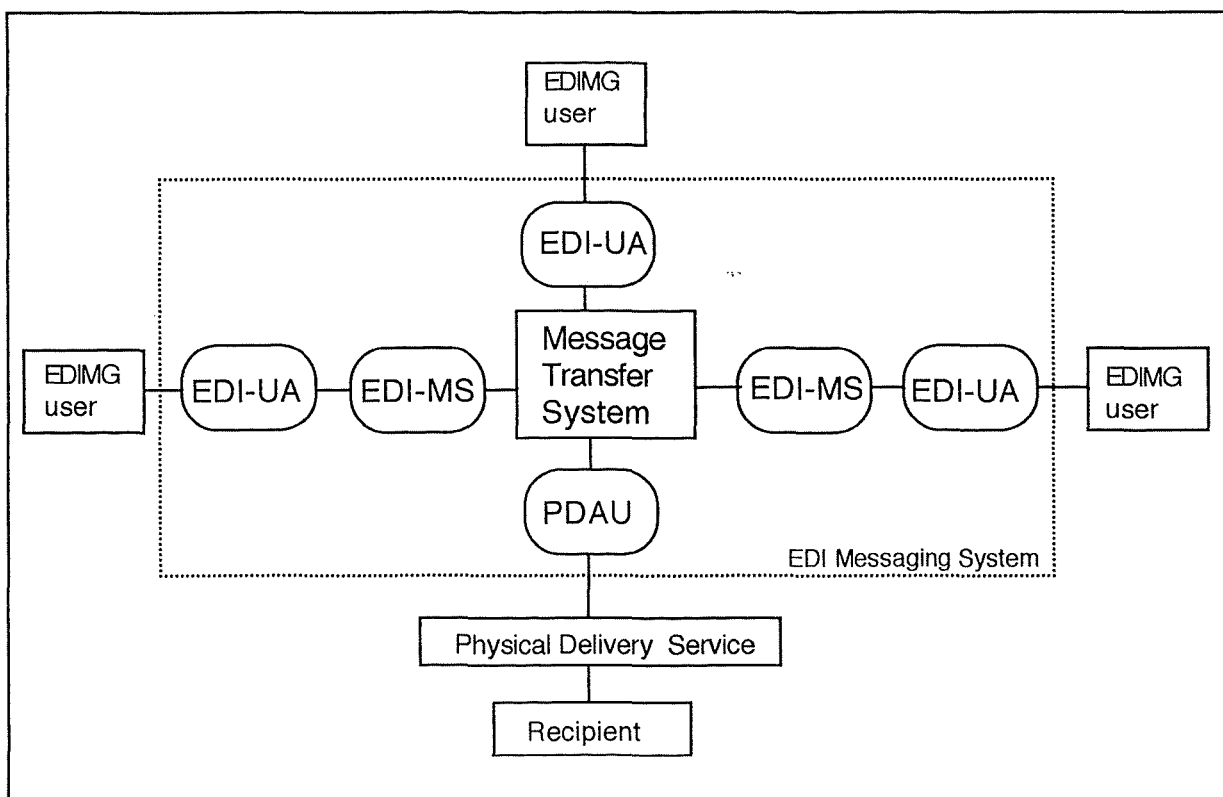 EDIMG
user
EDI-UA
Message
Transfer
System
EDIMG
user
EDI-UA
EDI-MS
EDI-MS
EDI-UA
EDIMG
user
PDAU
EDI Messaging System
Physical Delivery Service
Recipient